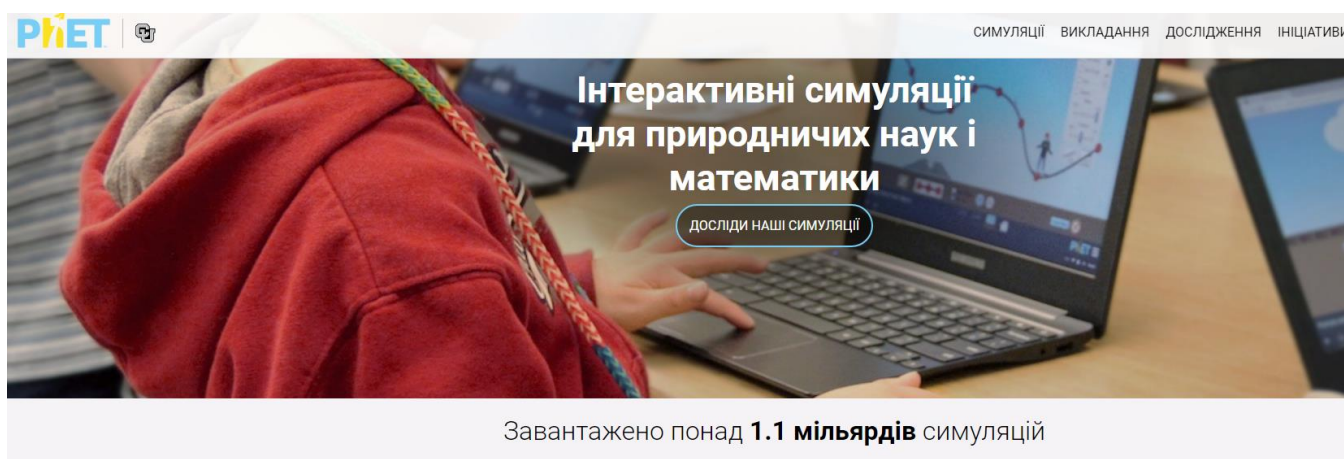 PhET
СИМУЛЯЦІЇ ВИКЛАДАННЯ ДОСЛІДЖЕННЯ ІНІЦІАТИВИ
Інтерактивні симуляції
для природничих наук і
математики
ДОСЛІДИ НАШІ СИМУЛЯЦІЇ
Завантажено понад 1.1 мільярдів симуляцій